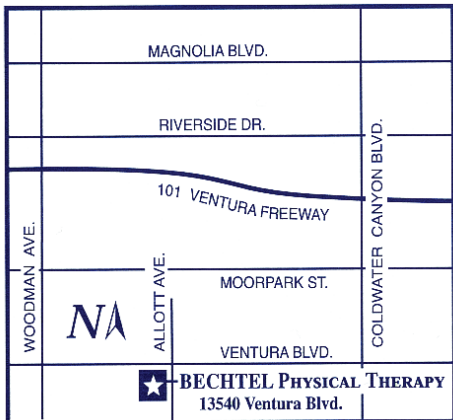 MAGNOLIA BLVD.
RIVERSIDE DR.
101 VENTURA FREEWAY
WOODMAN AVE.
ALLOTT AVE.
COLDWATER CANYON BLVD.
MOORPARK ST.
N
VENTURA BLVD.
BECHTEL PHYSICAL THERAPY
13540 Ventura Blvd.